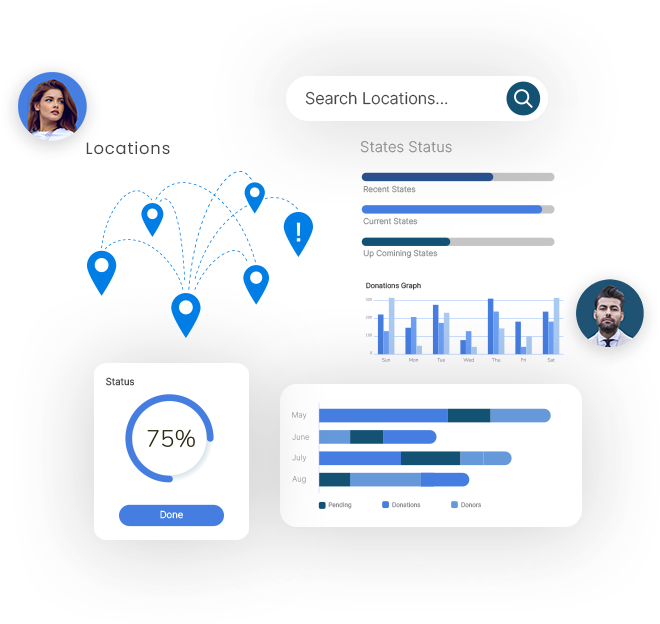 Search Locations...
Locations
States Status
Recent States
Current States
Up Comining States
!
Donations Graph
0
Sun Mon Tue Wed Thu Fri Sat
Status
75%
Done
May
June
July
Aug
Pending Donations Donors